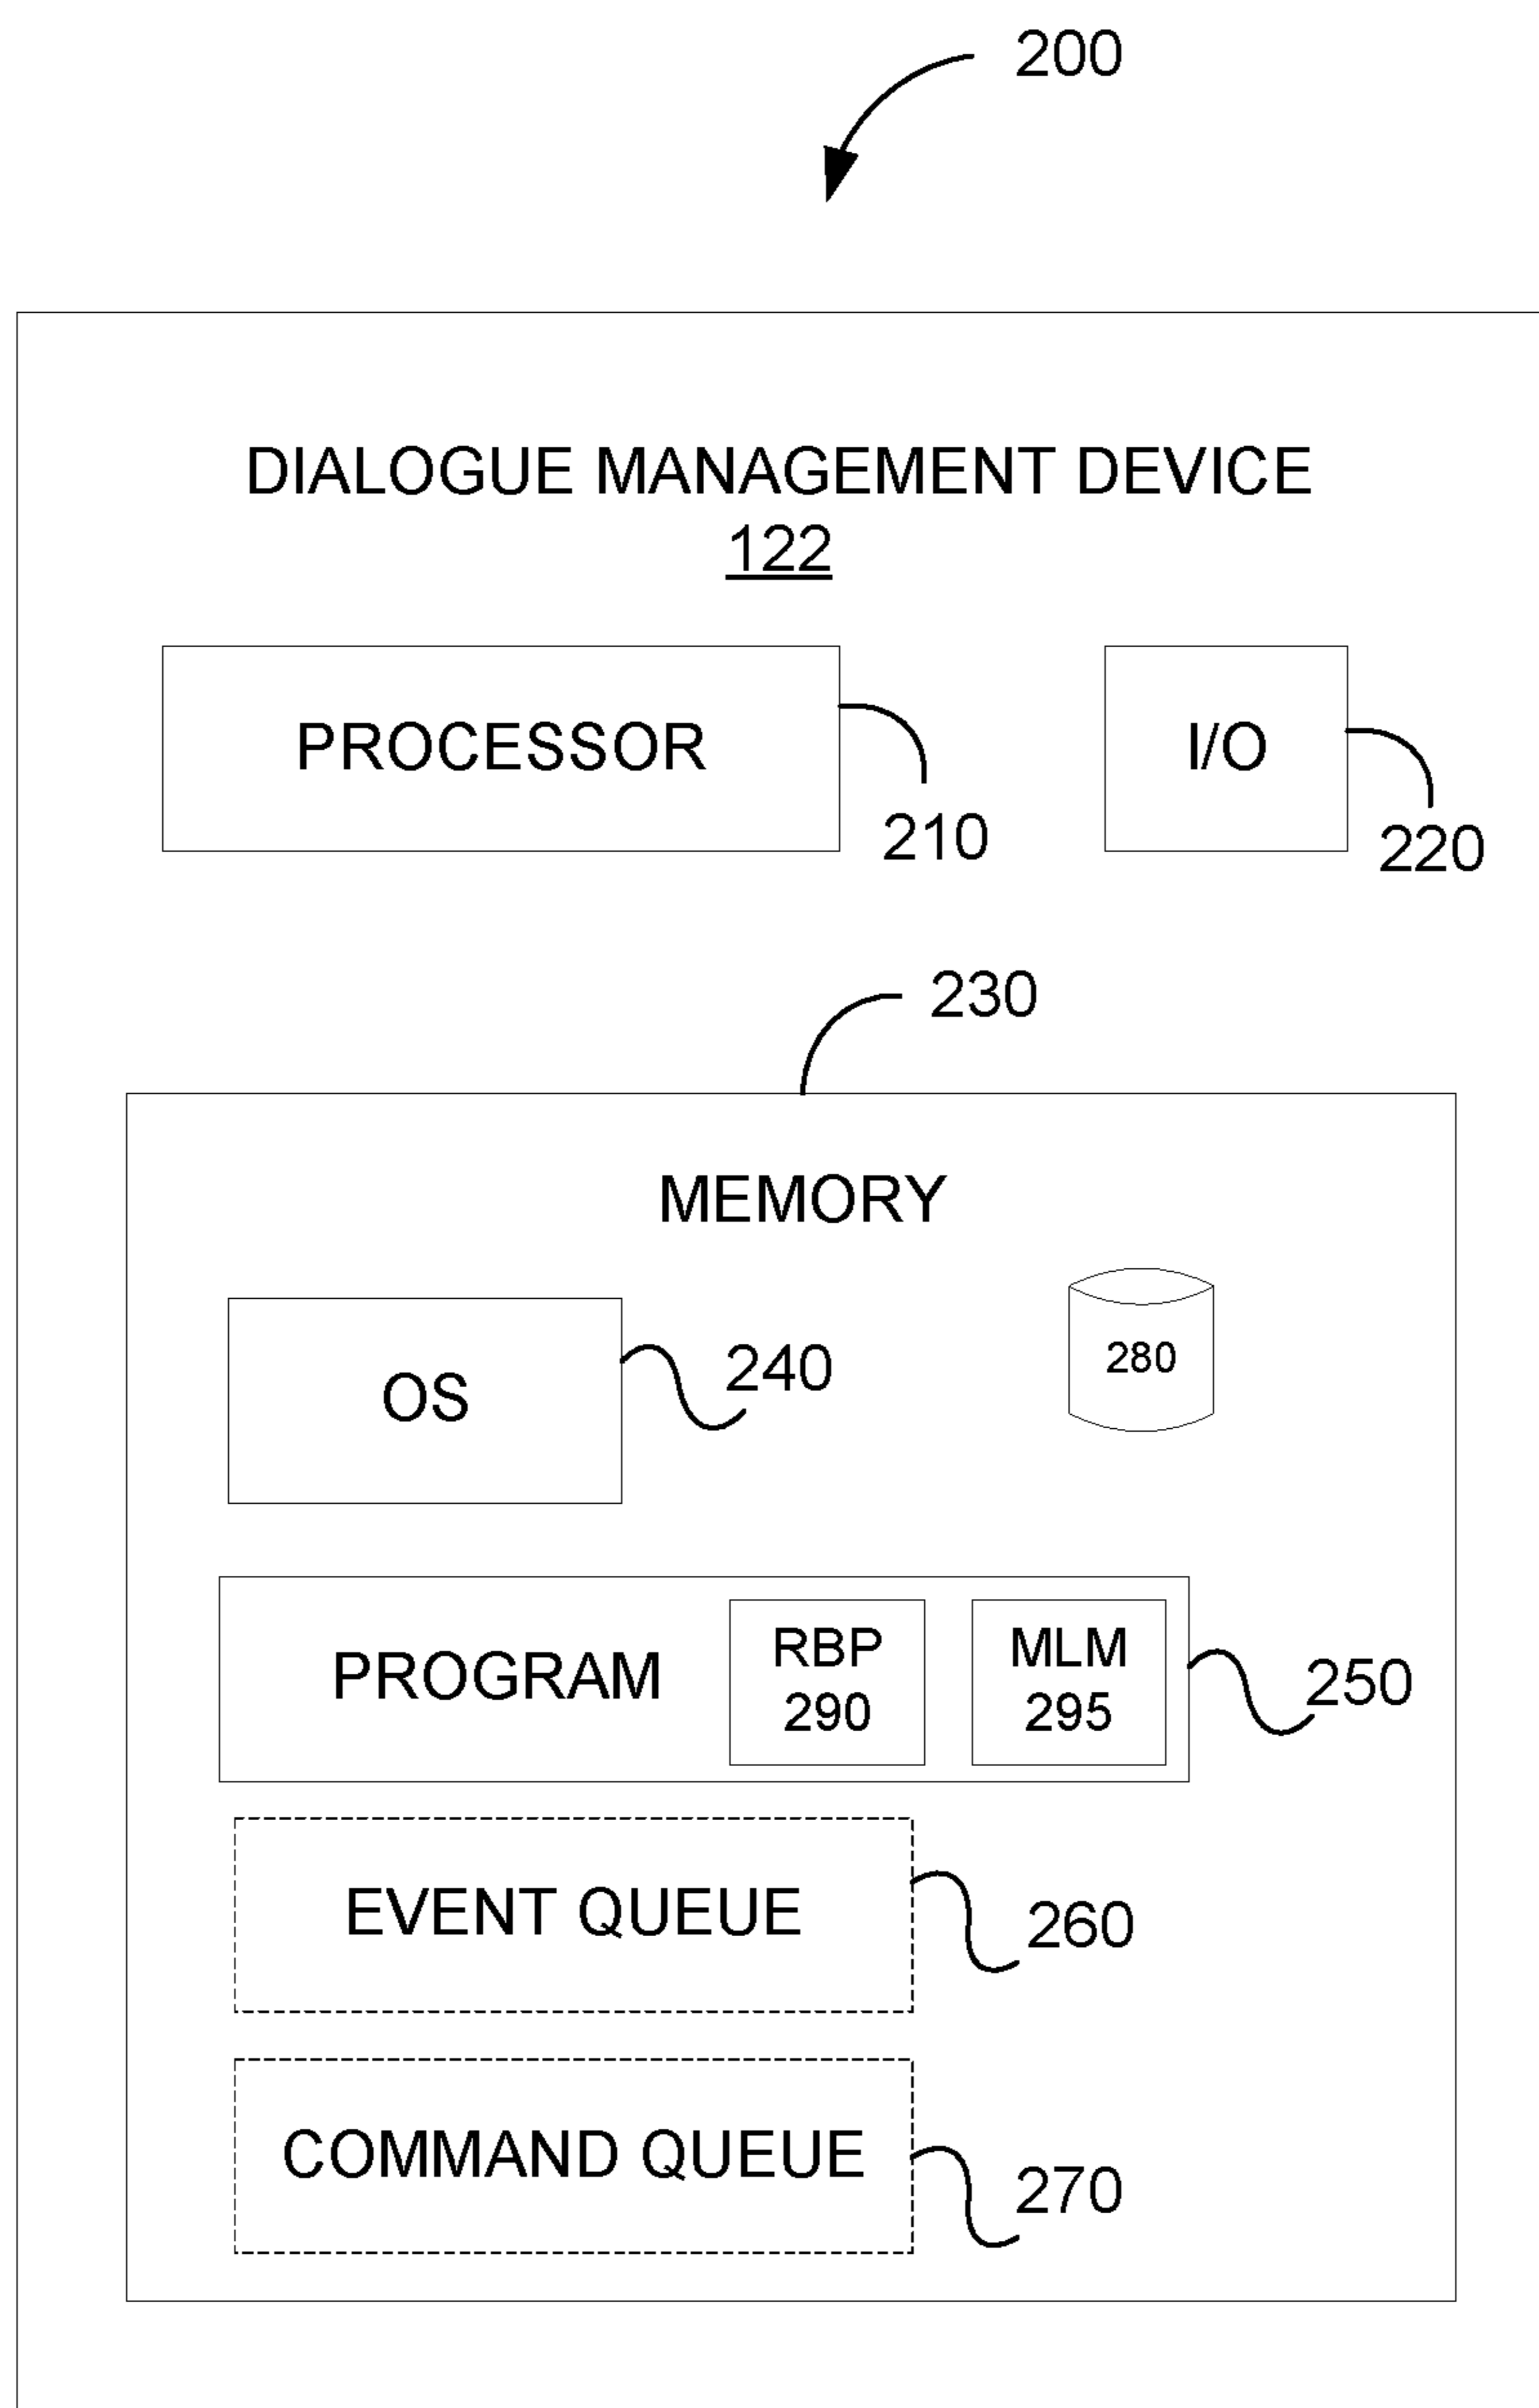 200
DIALOGUE MANAGEMENT DEVICE
122
PROCESSOR
I/O
210
220
230
MEMORY
OS
240
280
PROGRAM
RBP
290
MLM
295
250
EVENT QUEUE
260
COMMAND QUEUE
270